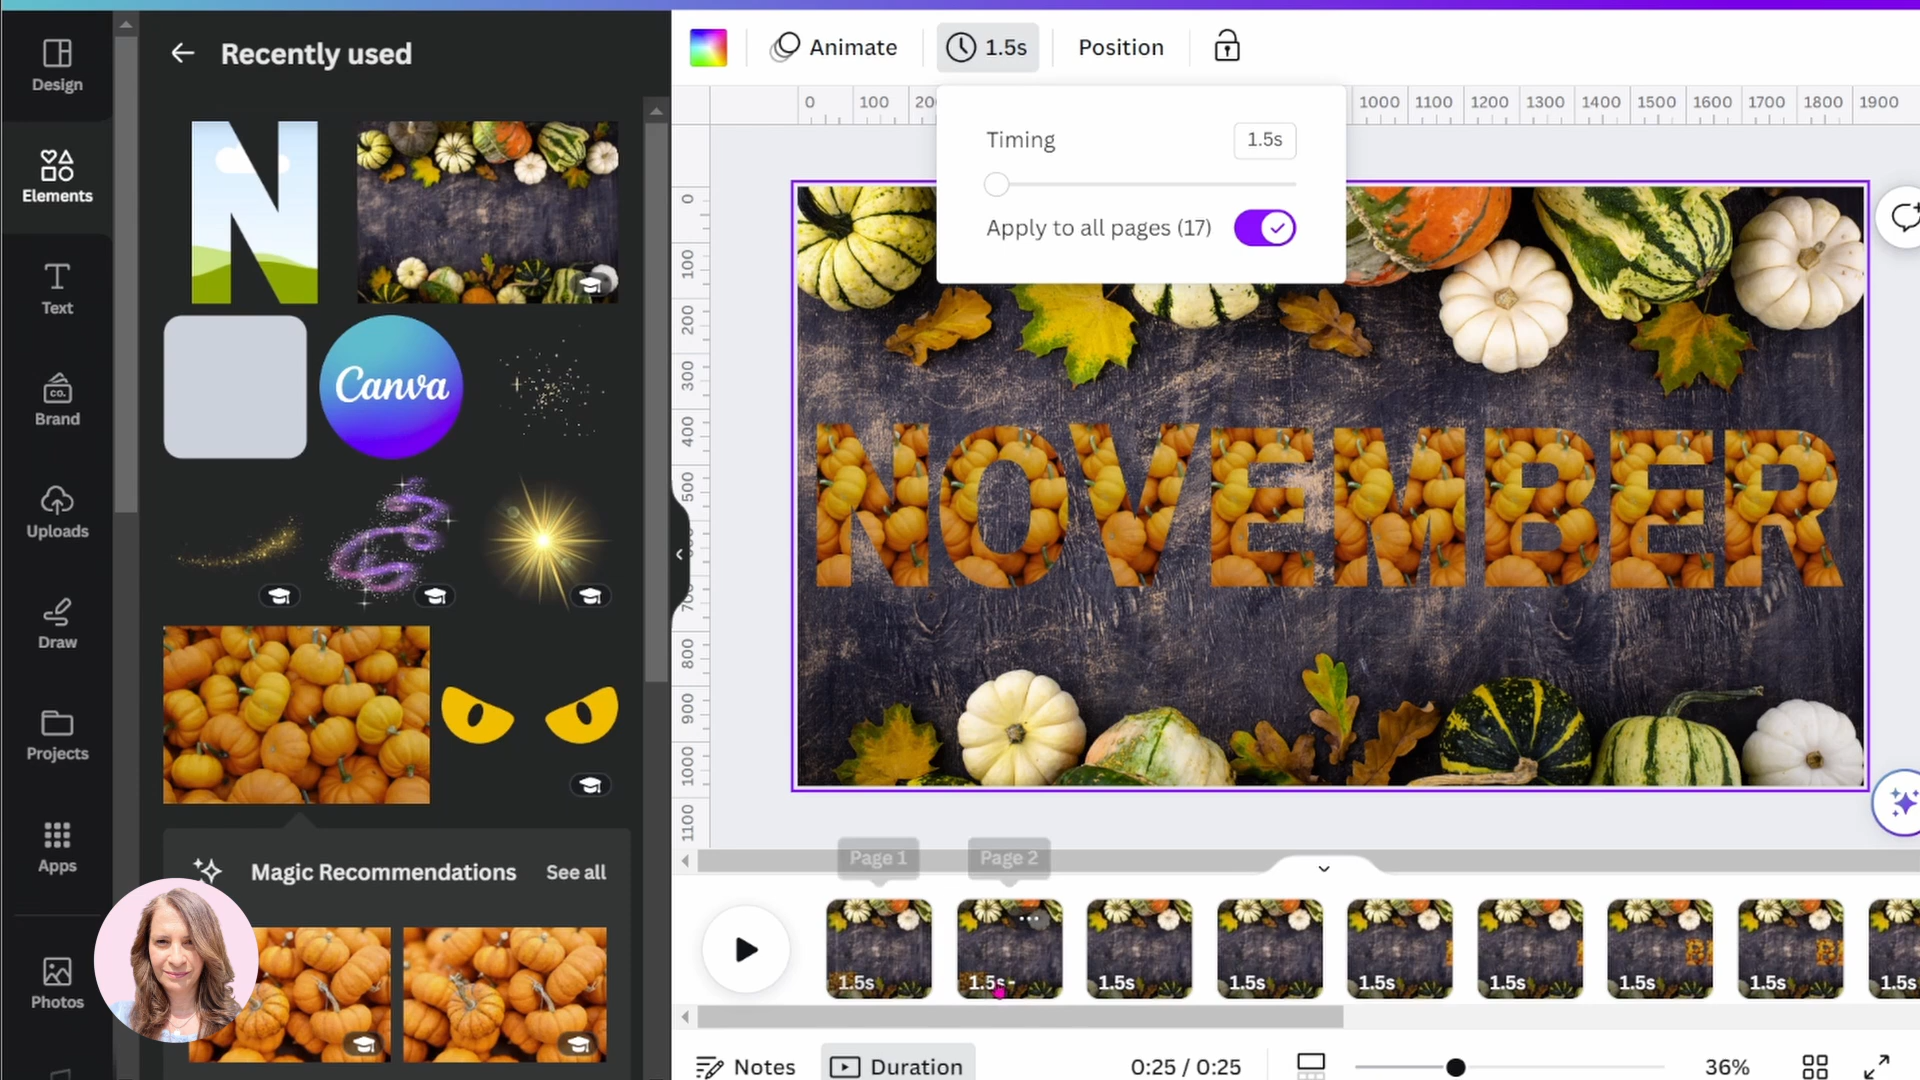 Design
Elements
Text
Brand
CO.
Uploads
Draw
Projects
Apps
Photos
Recently used
Canva
Magic Recommendations
See all
Animate
1.5s
Position
0 100 20 1000 1100 1200 1300 1400 1500 1600 1700 1800 1900
Timing
1.5s
Apply to all pages (17)
0
100
200
300
400
500
700
800
900
1000
1100
NOVEMBER
Page 1
Page 2
1.5s
1.5s
1.5s
1.5s
1.5s
1.5s
1.5s
1.5s
1.5s
Notes
Duration
0:25 / 0:25
36%